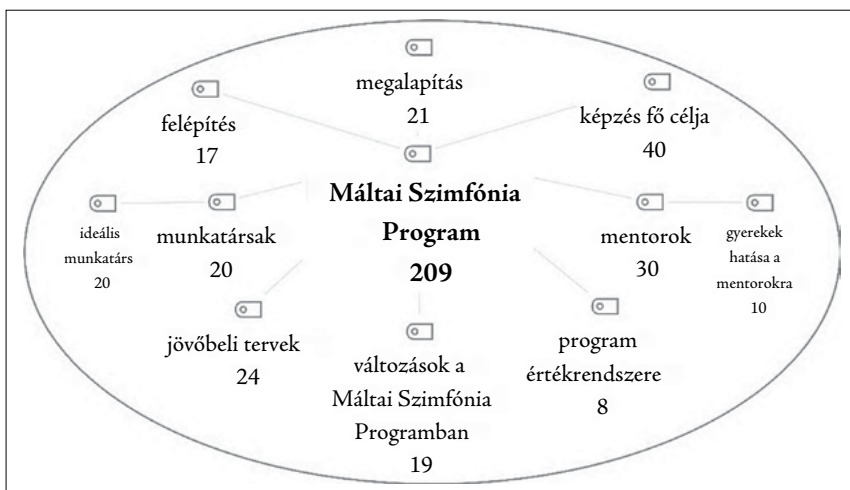 megalapítás
21
felépítés
17
képzés fő célja
40
Máltai Szimfónia
Program
209
ideális
munkatárs
20
munkatársak
20
mentorok
30
gyerekek
hatása a
mentorokra
10
jövőbeli tervek
24
változások a
Máltai Szimfónia
Programban
19
program
értékrendszere
8